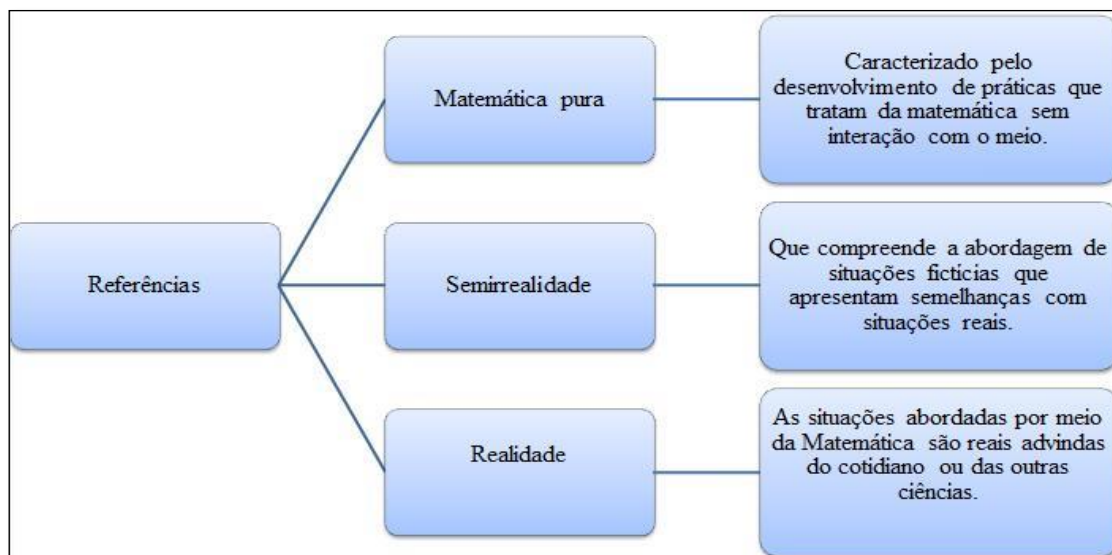 Referências
Matemática pura
Caracterizado pelo
desenvolvimento de práticas que
tratam da matemática sem
interação com o meio.
Semirrealidade
Que compreende a abordagem de
situações fictícias que
apresentam semelhanças com
situações reais.
Realidade
As situações abordadas por meio
da Matemática são reais advindas
do cotidiano ou das outras
ciências.